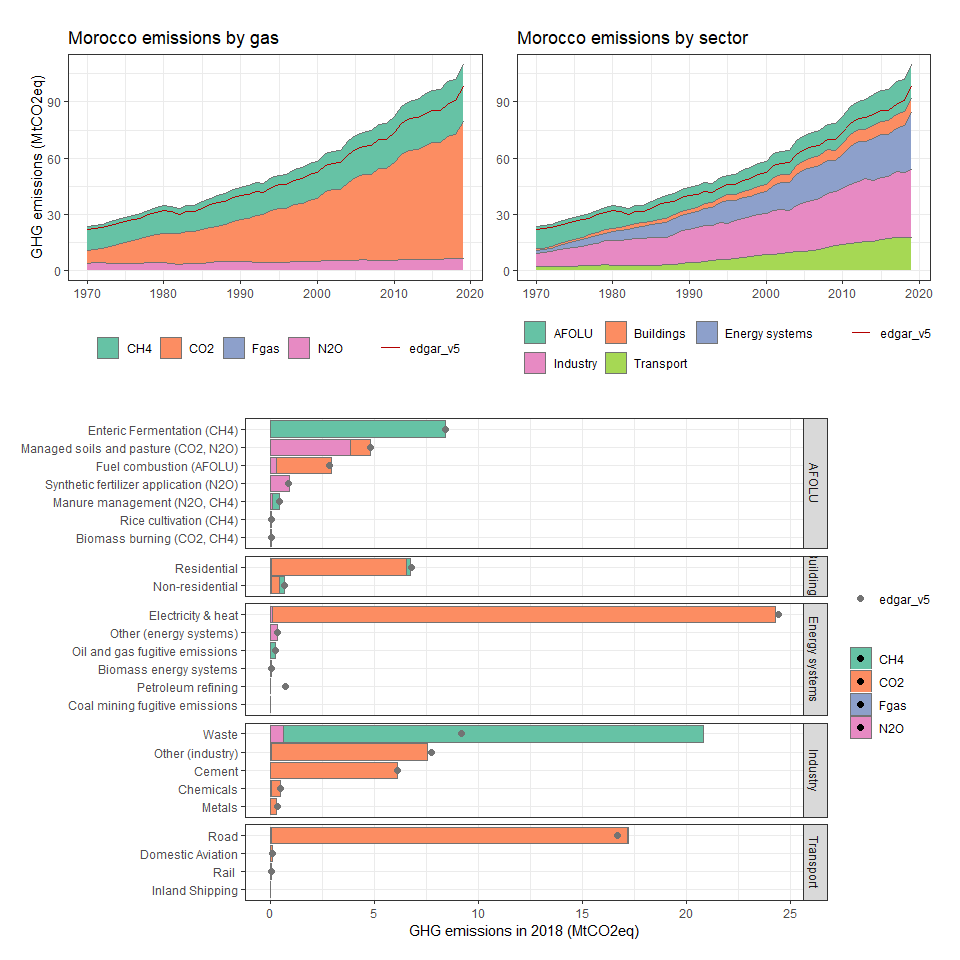 Morocco emissions by gas
GHG emissions (MtCO2eq)
90
60
30
0
1970
1980
1990
2000
2010
2020
CH4
CO2
Fgas
N2O
edgar_v5
Morocco emissions by sector
90
60
30
0
1970
1980
1990
2000
2010
2020
AFOLU
Buildings
Energy systems
edgar_v5
Industry
Transport
Enteric Fermentation (CH4)
Managed soils and pasture (CO2, N2O)
Fuel combustion (AFOLU)
Synthetic fertilizer application (N2O)
Manure management (N2O, CH4)
Rice cultivation (CH4)
Biomass burning (CO2, CH4)
AFOLU
Residential
Non-residential
uilding
Electricity & heat
Other (energy systems)
Oil and gas fugitive emissions
Biomass energy systems
Petroleum refining
Coal mining fugitive emissions
Energy systems
Waste
Other (industry)
Cement
Chemicals
Metals
Industry
Road
Domestic Aviation
Rail
Inland Shipping
Transport
0
5
10
15
20
25
GHG emissions in 2018 (MtCO2eq)
edgar_v5
CH4
CO2
Fgas
N2O